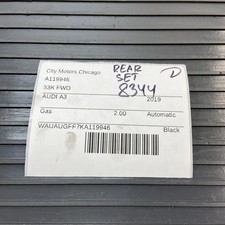 City Motors Chicago
REAR
SET
8344
D
A119946
33K FWD
AUDI A3
2019
Gas
2.00
Automatic
WAUAUGFF7KA119946
Black